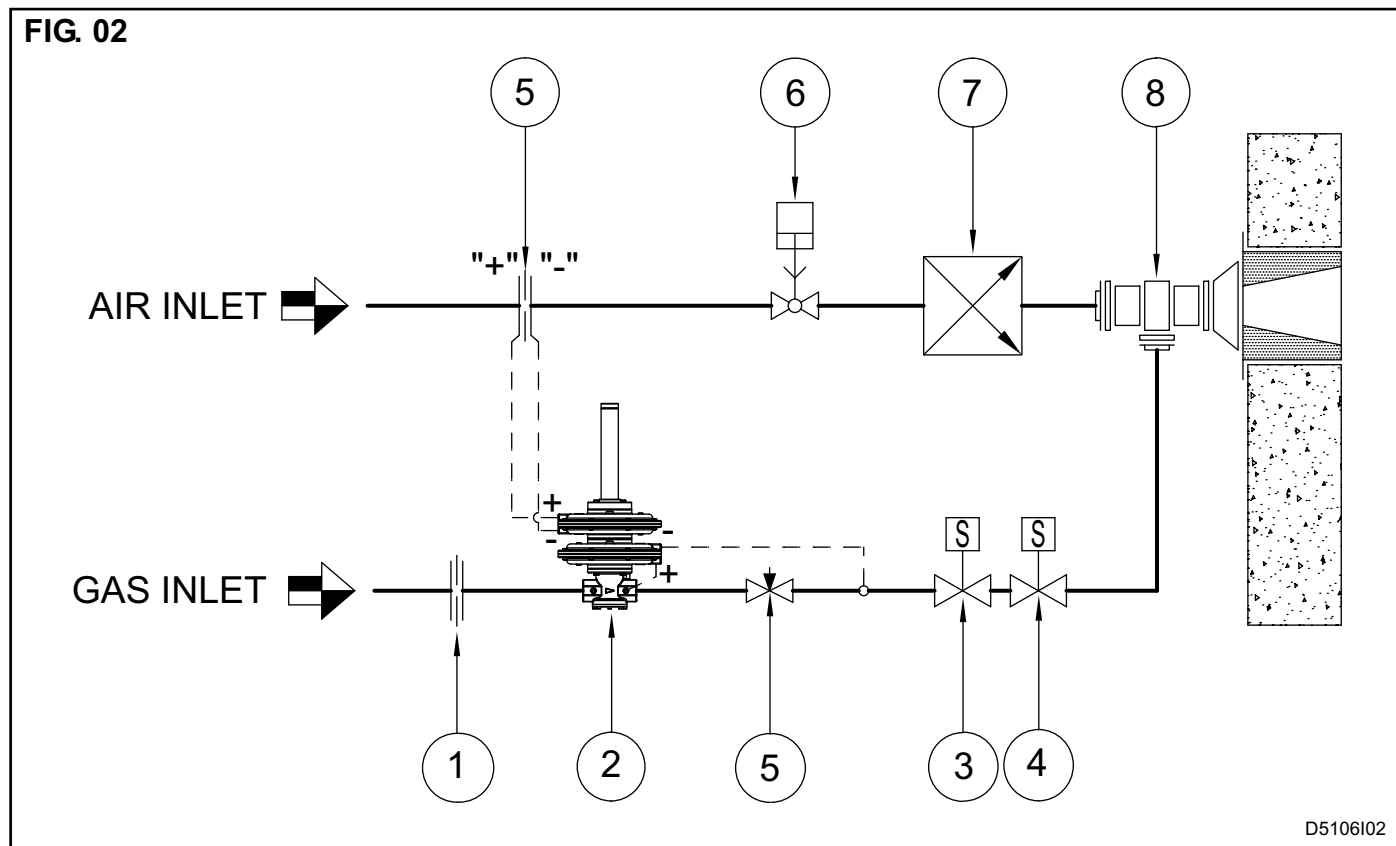 FIG. 02
5 6 7 8
"+" "-"
AIR INLET
+
-
-
+
S S
GAS INLET
1 2 5 3 4
D5106I02